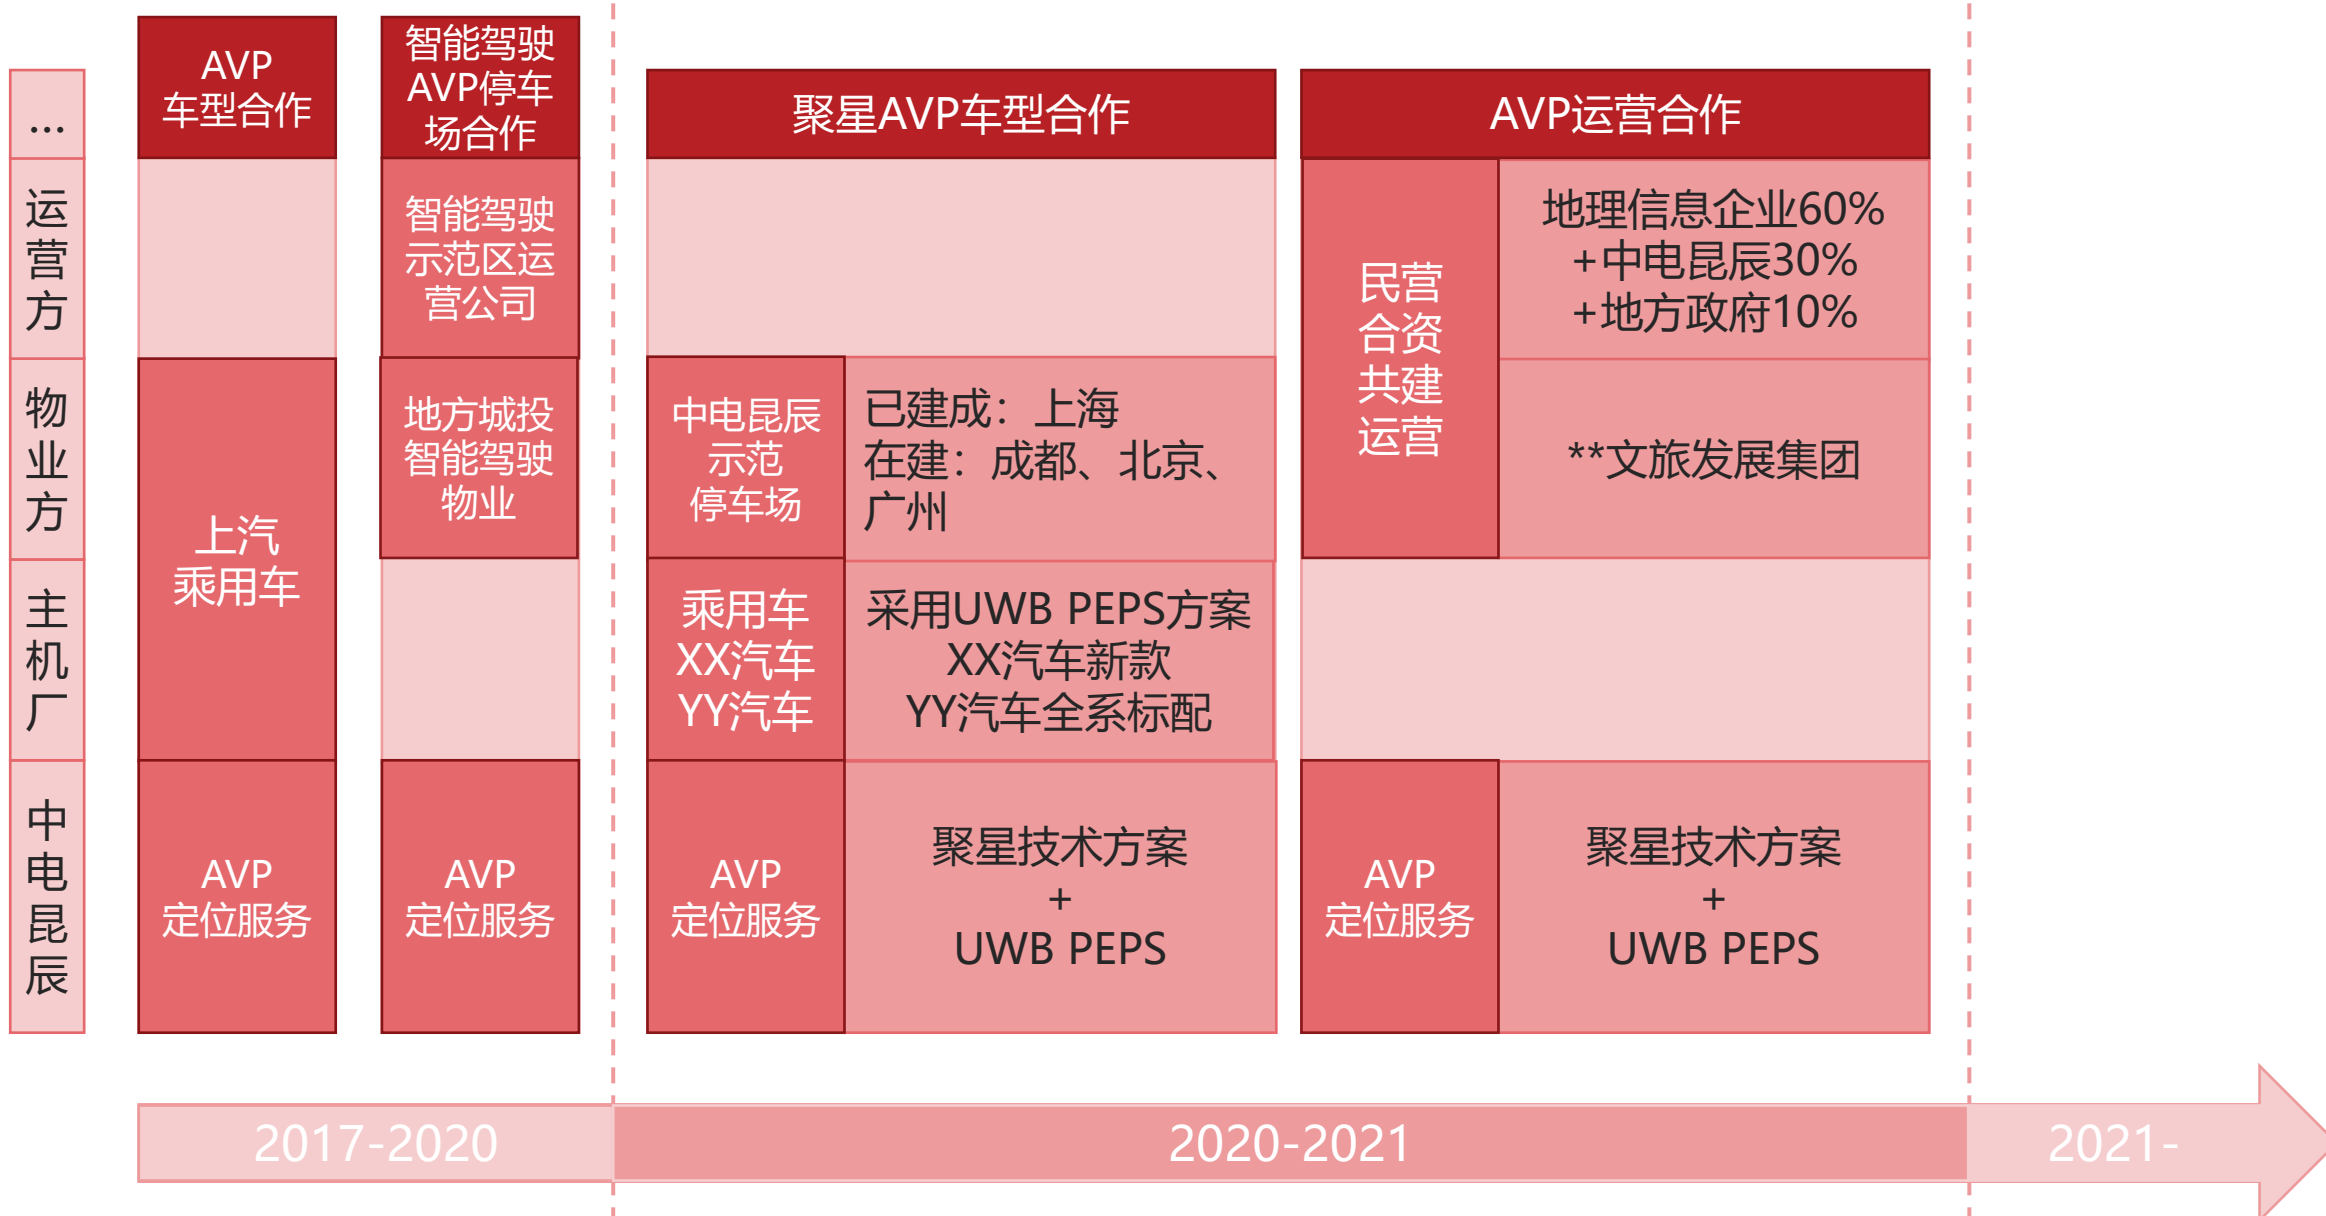 ...
运
营
方
物
业
方
主
机
厂
中
电
昆
辰
AVP
车型合作
上汽
乘用车
AVP
定位服务
智能驾驶
AVP停车
场合作
智能驾驶
示范区运
营公司
地方城投
智能驾驶
物业
AVP
定位服务
聚星AVP车型合作
中电昆辰
示范
停车场
已建成：上海
在建：成都、北京、
广州
乘用车
XX汽车
YY汽车
采用UWB PEPS方案
XX汽车新款
YY汽车全系标配
AVP
定位服务
聚星技术方案
+
UWB PEPS
AVP运营合作
民营
合资
共建
运营
地理信息企业60%
+中电昆辰30%
+地方政府10%
**文旅发展集团
AVP
定位服务
聚星技术方案
+
UWB PEPS
2017-2020
2020-2021
2021-